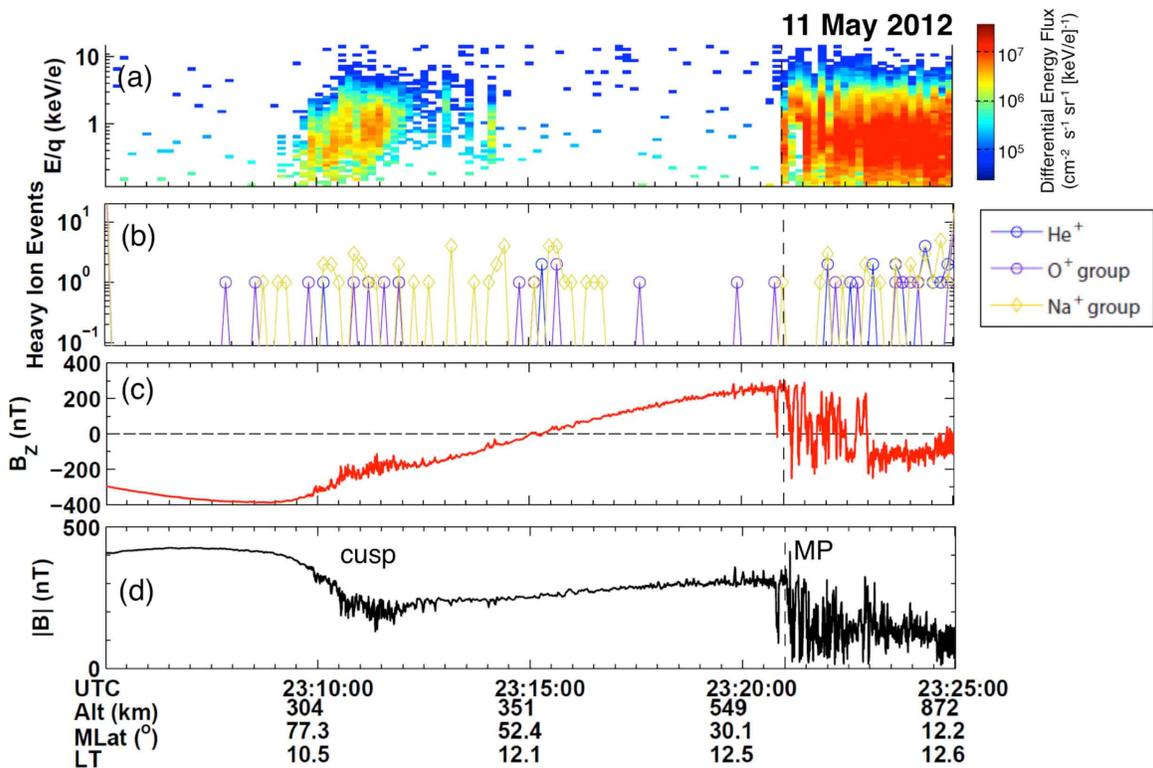 11 May 2012
(a)
E/q (keV/e)
10
1
10⁷
10⁶
10⁵
Differential Energy Flux
(cm⁻² s⁻¹ sr⁻¹ [keV/e]⁻¹)
(b)
Heavy Ion Events
10¹
10⁰
10⁻¹
He⁺
O⁺ group
Na⁺ group
(c)
B_Z (nT)
400
200
0
−200
−400
(d)
|B| (nT)
500
0
cusp
MP
UTC 23:10:00 23:15:00 23:20:00 23:25:00
Alt (km) 304 351 549 872
MLat (°) 77.3 52.4 30.1 12.2
LT 10.5 12.1 12.5 12.6